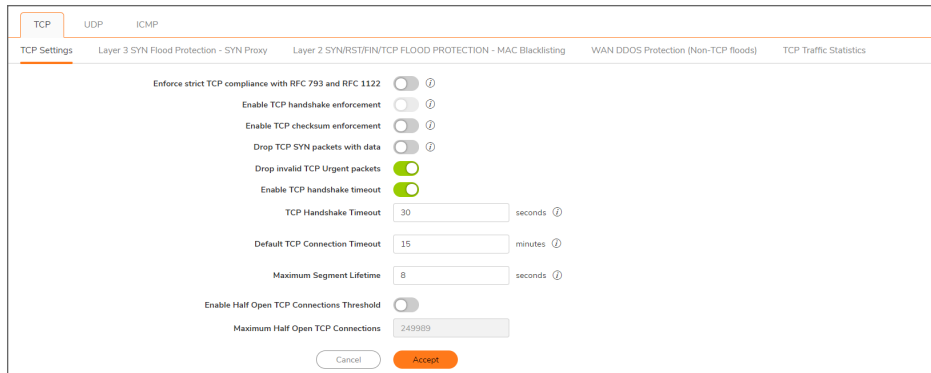 TCP UDP ICMP
TCP Settings Layer 3 SYN Flood Protection - SYN Proxy Layer 2 SYN/RST/FIN/TCP FLOOD PROTECTION - MAC Blacklisting WAN DDOS Protection (Non-TCP floods) TCP Traffic Statistics
Enforce strict TCP compliance with RFC 793 and RFC 1122 i
Enable TCP handshake enforcement i
Enable TCP checksum enforcement i
Drop TCP SYN packets with data i
Drop invalid TCP Urgent packets
Enable TCP handshake timeout
TCP Handshake Timeout 30 seconds i
Default TCP Connection Timeout 15 minutes i
Maximum Segment Lifetime 8 seconds i
Enable Half Open TCP Connections Threshold
Maximum Half Open TCP Connections 249989
Cancel Accept